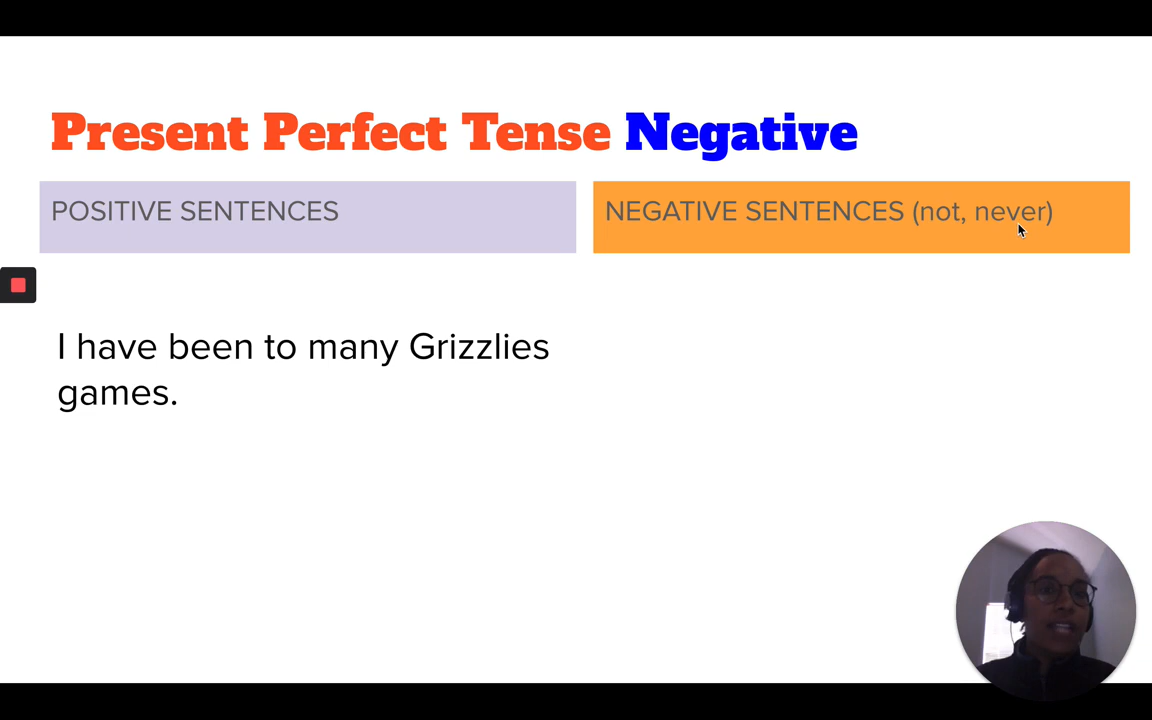 Present Perfect Tense Negative
POSITIVE SENTENCES
NEGATIVE SENTENCES (not, never)
I have been to many Grizzlies
games.